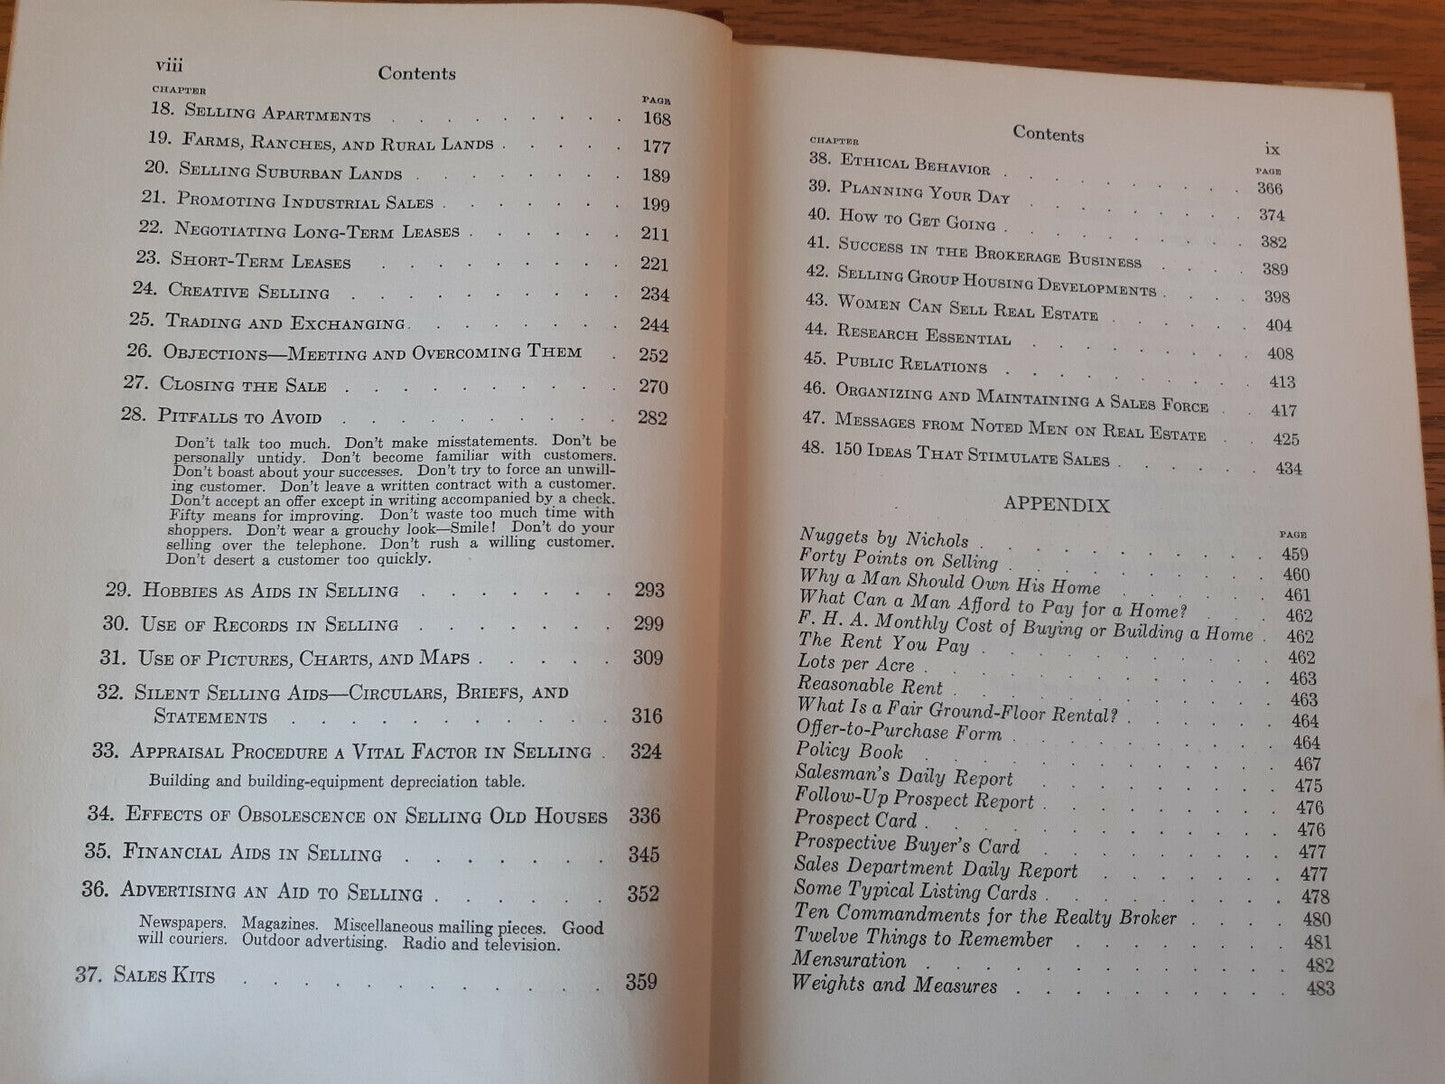 viii
Contents
CHAPTER
PAGE
18. Selling Apartments . . . . . . . . . 168
19. Farms, Ranches, and Rural Lands . . . . . 177
20. Selling Suburban Lands . . . . . . . . 189
21. Promoting Industrial Sales . . . . . . . 199
22. Negotiating Long-Term Leases . . . . . . 211
23. Short-Term Leases . . . . . . . . . 221
24. Creative Selling . . . . . . . . . . 234
25. Trading and Exchanging . . . . . . . . 244
26. Objections—Meeting and Overcoming Them . 252
27. Closing the Sale . . . . . . . . . . 270
28. Pitfalls to Avoid . . . . . . . . . . 282
Don't talk too much. Don't make misstatements. Don't be
personally untidy. Don't become familiar with customers.
Don't boast about your successes. Don't try to force an unwill-
ing customer. Don't leave a written contract with a customer.
Don't accept an offer except in writing accompanied by a check.
Fifty means for improving. Don't waste too much time with
shoppers. Don't wear a grouchy look—Smile! Don't do your
selling over the telephone. Don't rush a willing customer.
Don't desert a customer too quickly.
29. Hobbies as Aids in Selling . . . . . . . 293
30. Use of Records in Selling . . . . . . . 299
31. Use of Pictures, Charts, and Maps . . . . . 309
32. Silent Selling Aids—Circulars, Briefs, and
Statements . . . . . . . . . . . 316
33. Appraisal Procedure a Vital Factor in Selling . 324
Building and building-equipment depreciation table.
34. Effects of Obsolescence on Selling Old Houses 336
35. Financial Aids in Selling . . . . . . . 345
36. Advertising an Aid to Selling . . . . . . 352
Newspapers. Magazines. Miscellaneous mailing pieces. Good
will couriers. Outdoor advertising. Radio and television.
37. Sales Kits . . . . . . . . . . . . 359
Contents
ix
CHAPTER
PAGE
38. Ethical Behavior . . . . . . . . . . 366
39. Planning Your Day . . . . . . . . . 374
40. How to Get Going . . . . . . . . . . 382
41. Success in the Brokerage Business . . . . 389
42. Selling Group Housing Developments . . . . 398
43. Women Can Sell Real Estate . . . . . . 404
44. Research Essential . . . . . . . . . 408
45. Public Relations . . . . . . . . . . 413
46. Organizing and Maintaining a Sales Force . . 417
47. Messages from Noted Men on Real Estate . . 425
48. 150 Ideas That Stimulate Sales . . . . . . 434
APPENDIX
PAGE
Nuggets by Nichols . . . . . . . . . . 459
Forty Points on Selling . . . . . . . . . 460
Why a Man Should Own His Home . . . . . . 461
What Can a Man Afford to Pay for a Home? . . . 462
F. H. A. Monthly Cost of Buying or Building a Home . 462
The Rent You Pay . . . . . . . . . . 462
Lots per Acre . . . . . . . . . . . . 463
Reasonable Rent . . . . . . . . . . . 463
What Is a Fair Ground-Floor Rental? . . . . . 464
Offer-to-Purchase Form . . . . . . . . . 464
Policy Book . . . . . . . . . . . . 467
Salesman's Daily Report . . . . . . . . 475
Follow-Up Prospect Report . . . . . . . . 476
Prospect Card . . . . . . . . . . . . 476
Prospective Buyer's Card . . . . . . . . 477
Sales Department Daily Report . . . . . . 477
Some Typical Listing Cards . . . . . . . . 478
Ten Commandments for the Realty Broker . . . 480
Twelve Things to Remember . . . . . . . 481
Mensuration . . . . . . . . . . . . 482
Weights and Measures . . . . . . . . . 483